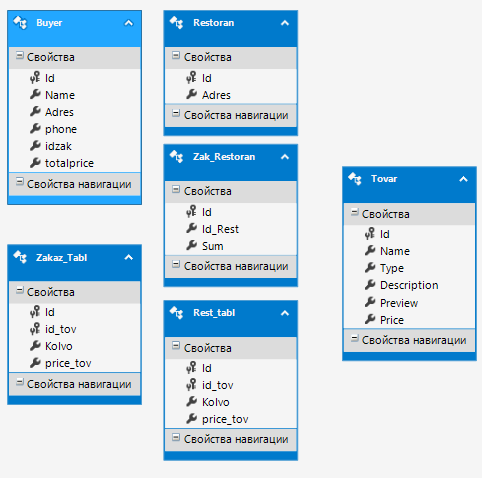 Buyer
Свойства
Id
Name
Adres
phone
idzak
totalprice
Свойства навигации
Restoran
Свойства
Id
Adres
Свойства навигации
Zak_Restoran
Свойства
Id
Id_Rest
Sum
Свойства навигации
Tovar
Свойства
Id
Name
Type
Description
Preview
Price
Свойства навигации
Zakaz_Tabl
Свойства
Id
id_tov
Kolvo
price_tov
Свойства навигации
Rest_tabl
Свойства
Id
id_tov
Kolvo
price_tov
Свойства навигации